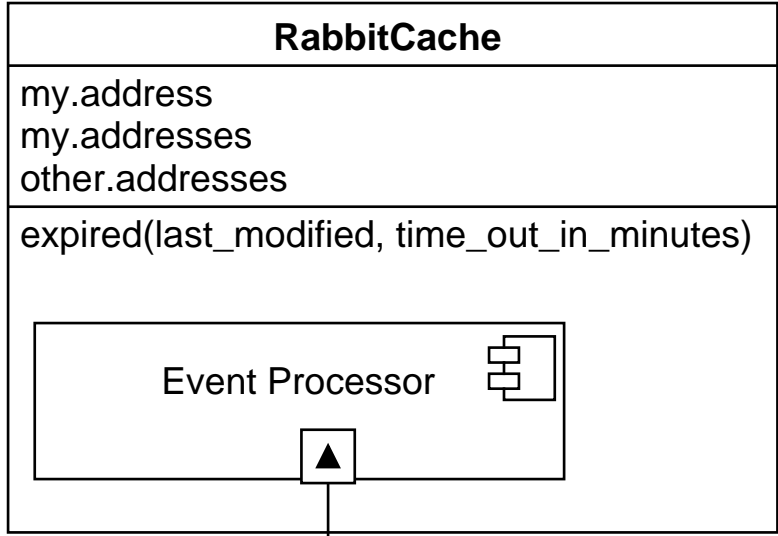 RabbitCache
my.address
my.addresses
other.addresses
expired(last_modified, time_out_in_minutes)
Event Processor